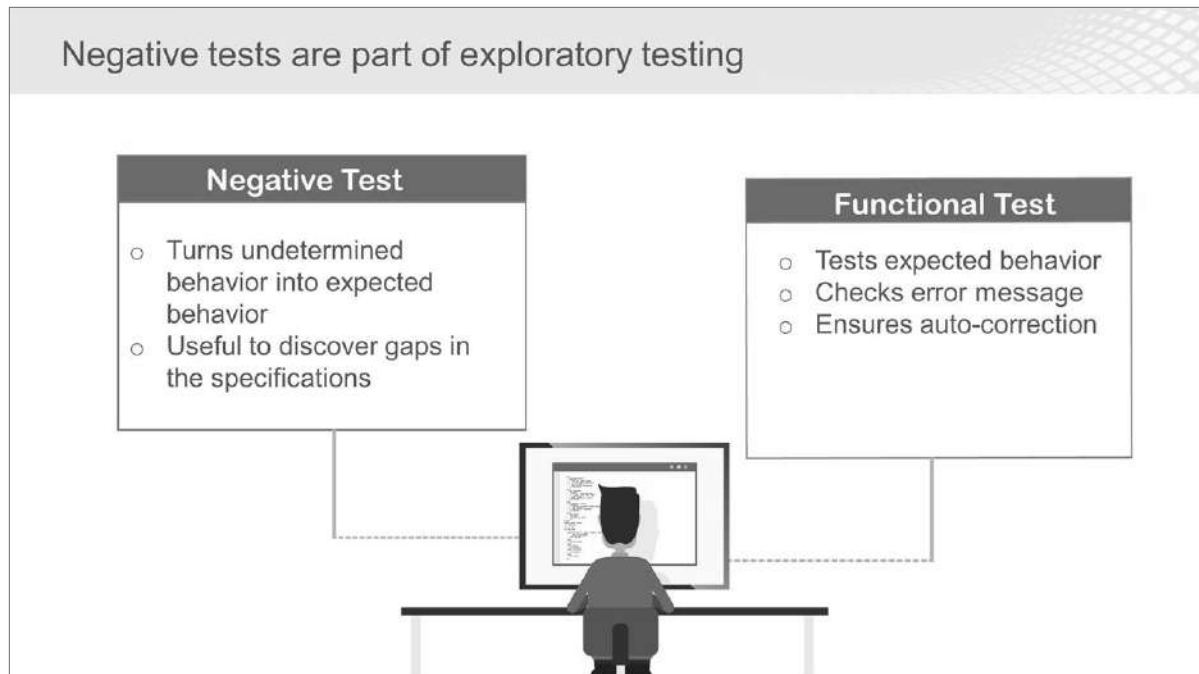 Negative tests are part of exploratory testing
Negative Test
○ Turns undetermined
behavior into expected
behavior
○ Useful to discover gaps in
the specifications
Functional Test
○ Tests expected behavior
○ Checks error message
○ Ensures auto-correction